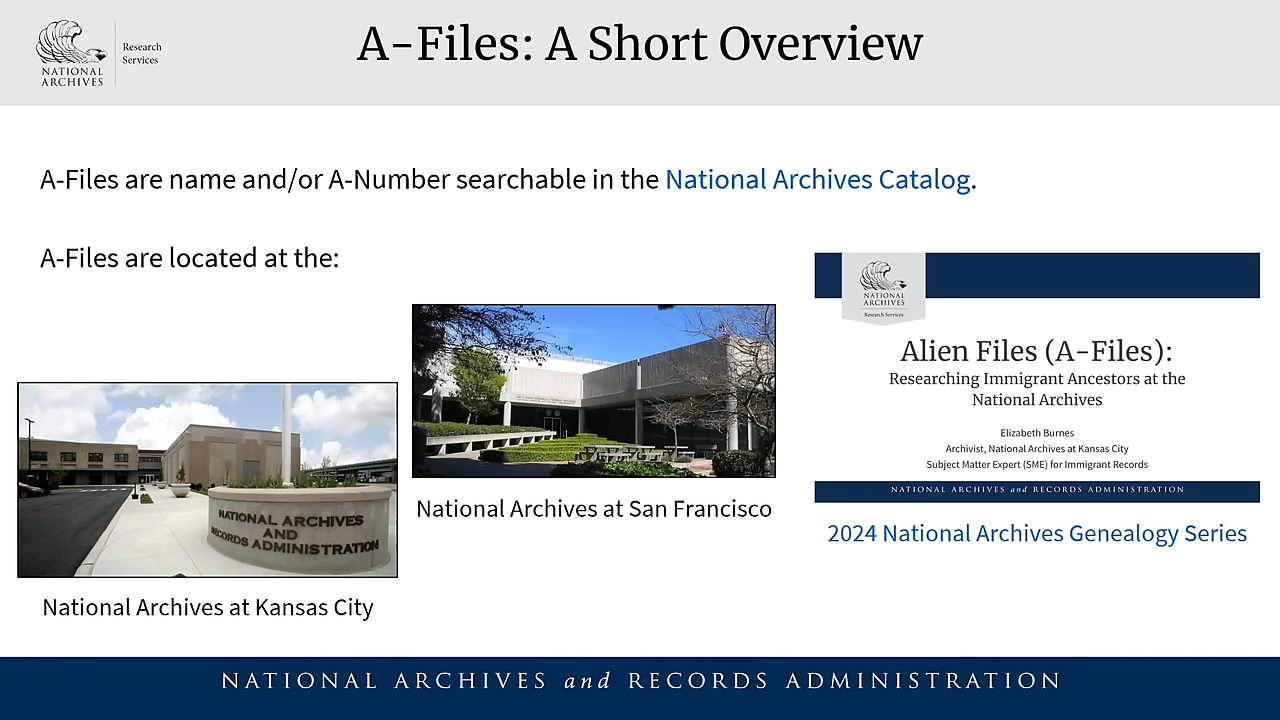 NATIONAL
ARCHIVES
Research
Services
A-Files: A Short Overview
A-Files are name and/or A-Number searchable in the National Archives Catalog.
A-Files are located at the:
NATIONAL ARCHIVES
AND
RECORDS ADMINISTRATION
National Archives at Kansas City
National Archives at San Francisco
NATIONAL
ARCHIVES
Research Services
Alien Files (A-Files):
Researching Immigrant Ancestors at the
National Archives
Elizabeth Burnes
Archivist, National Archives at Kansas City
Subject Matter Expert (SME) for Immigrant Records
NATIONAL ARCHIVES and RECORDS ADMINISTRATION
2024 National Archives Genealogy Series
NATIONAL ARCHIVES and RECORDS ADMINISTRATION